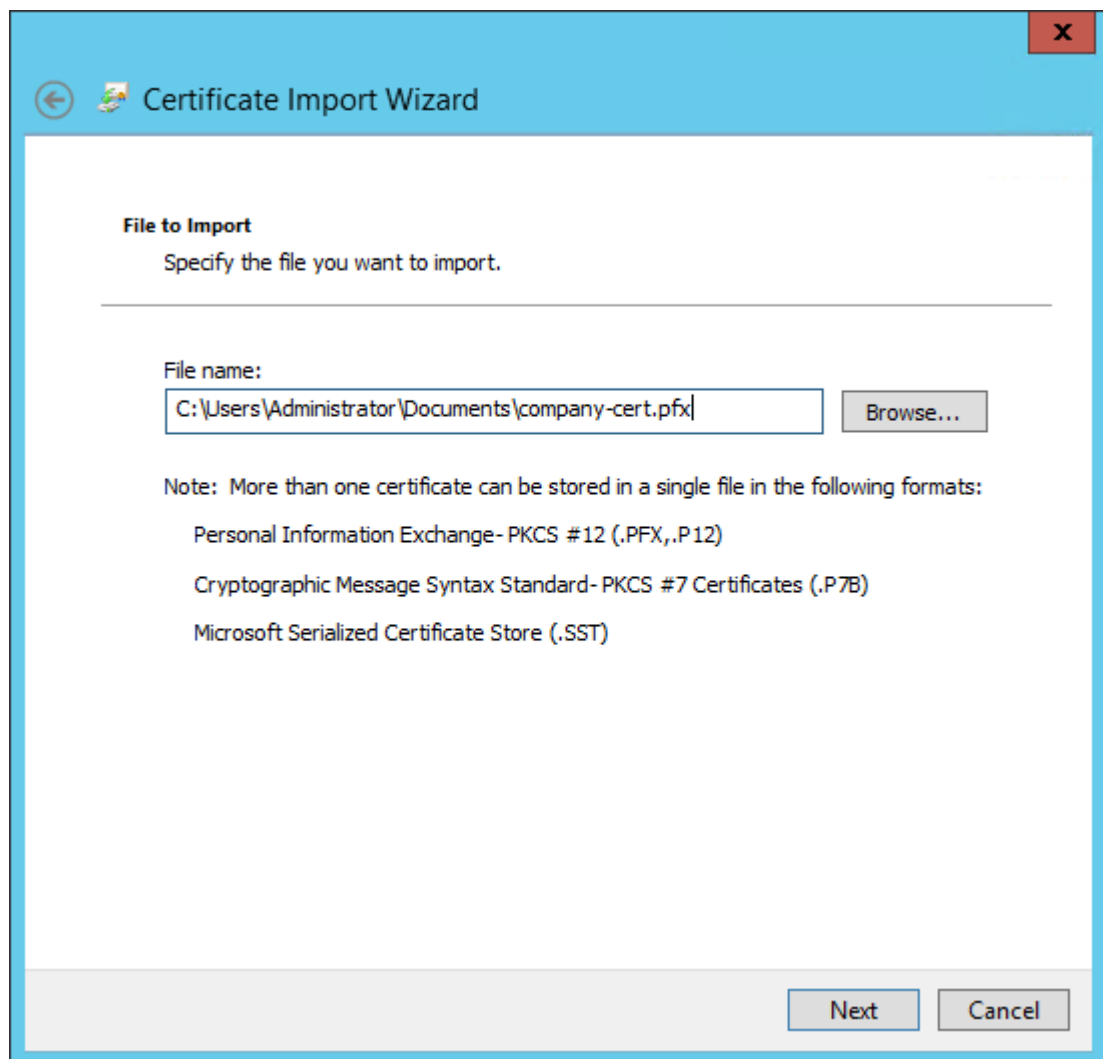 x
Certificate Import Wizard
File to Import
Specify the file you want to import.
File name:
C:\Users\Administrator\Documents\company-cert.pfx
Browse...
Note:  More than one certificate can be stored in a single file in the following formats:
Personal Information Exchange- PKCS #12 (.PFX,.P12)
Cryptographic Message Syntax Standard- PKCS #7 Certificates (.P7B)
Microsoft Serialized Certificate Store (.SST)
Next
Cancel